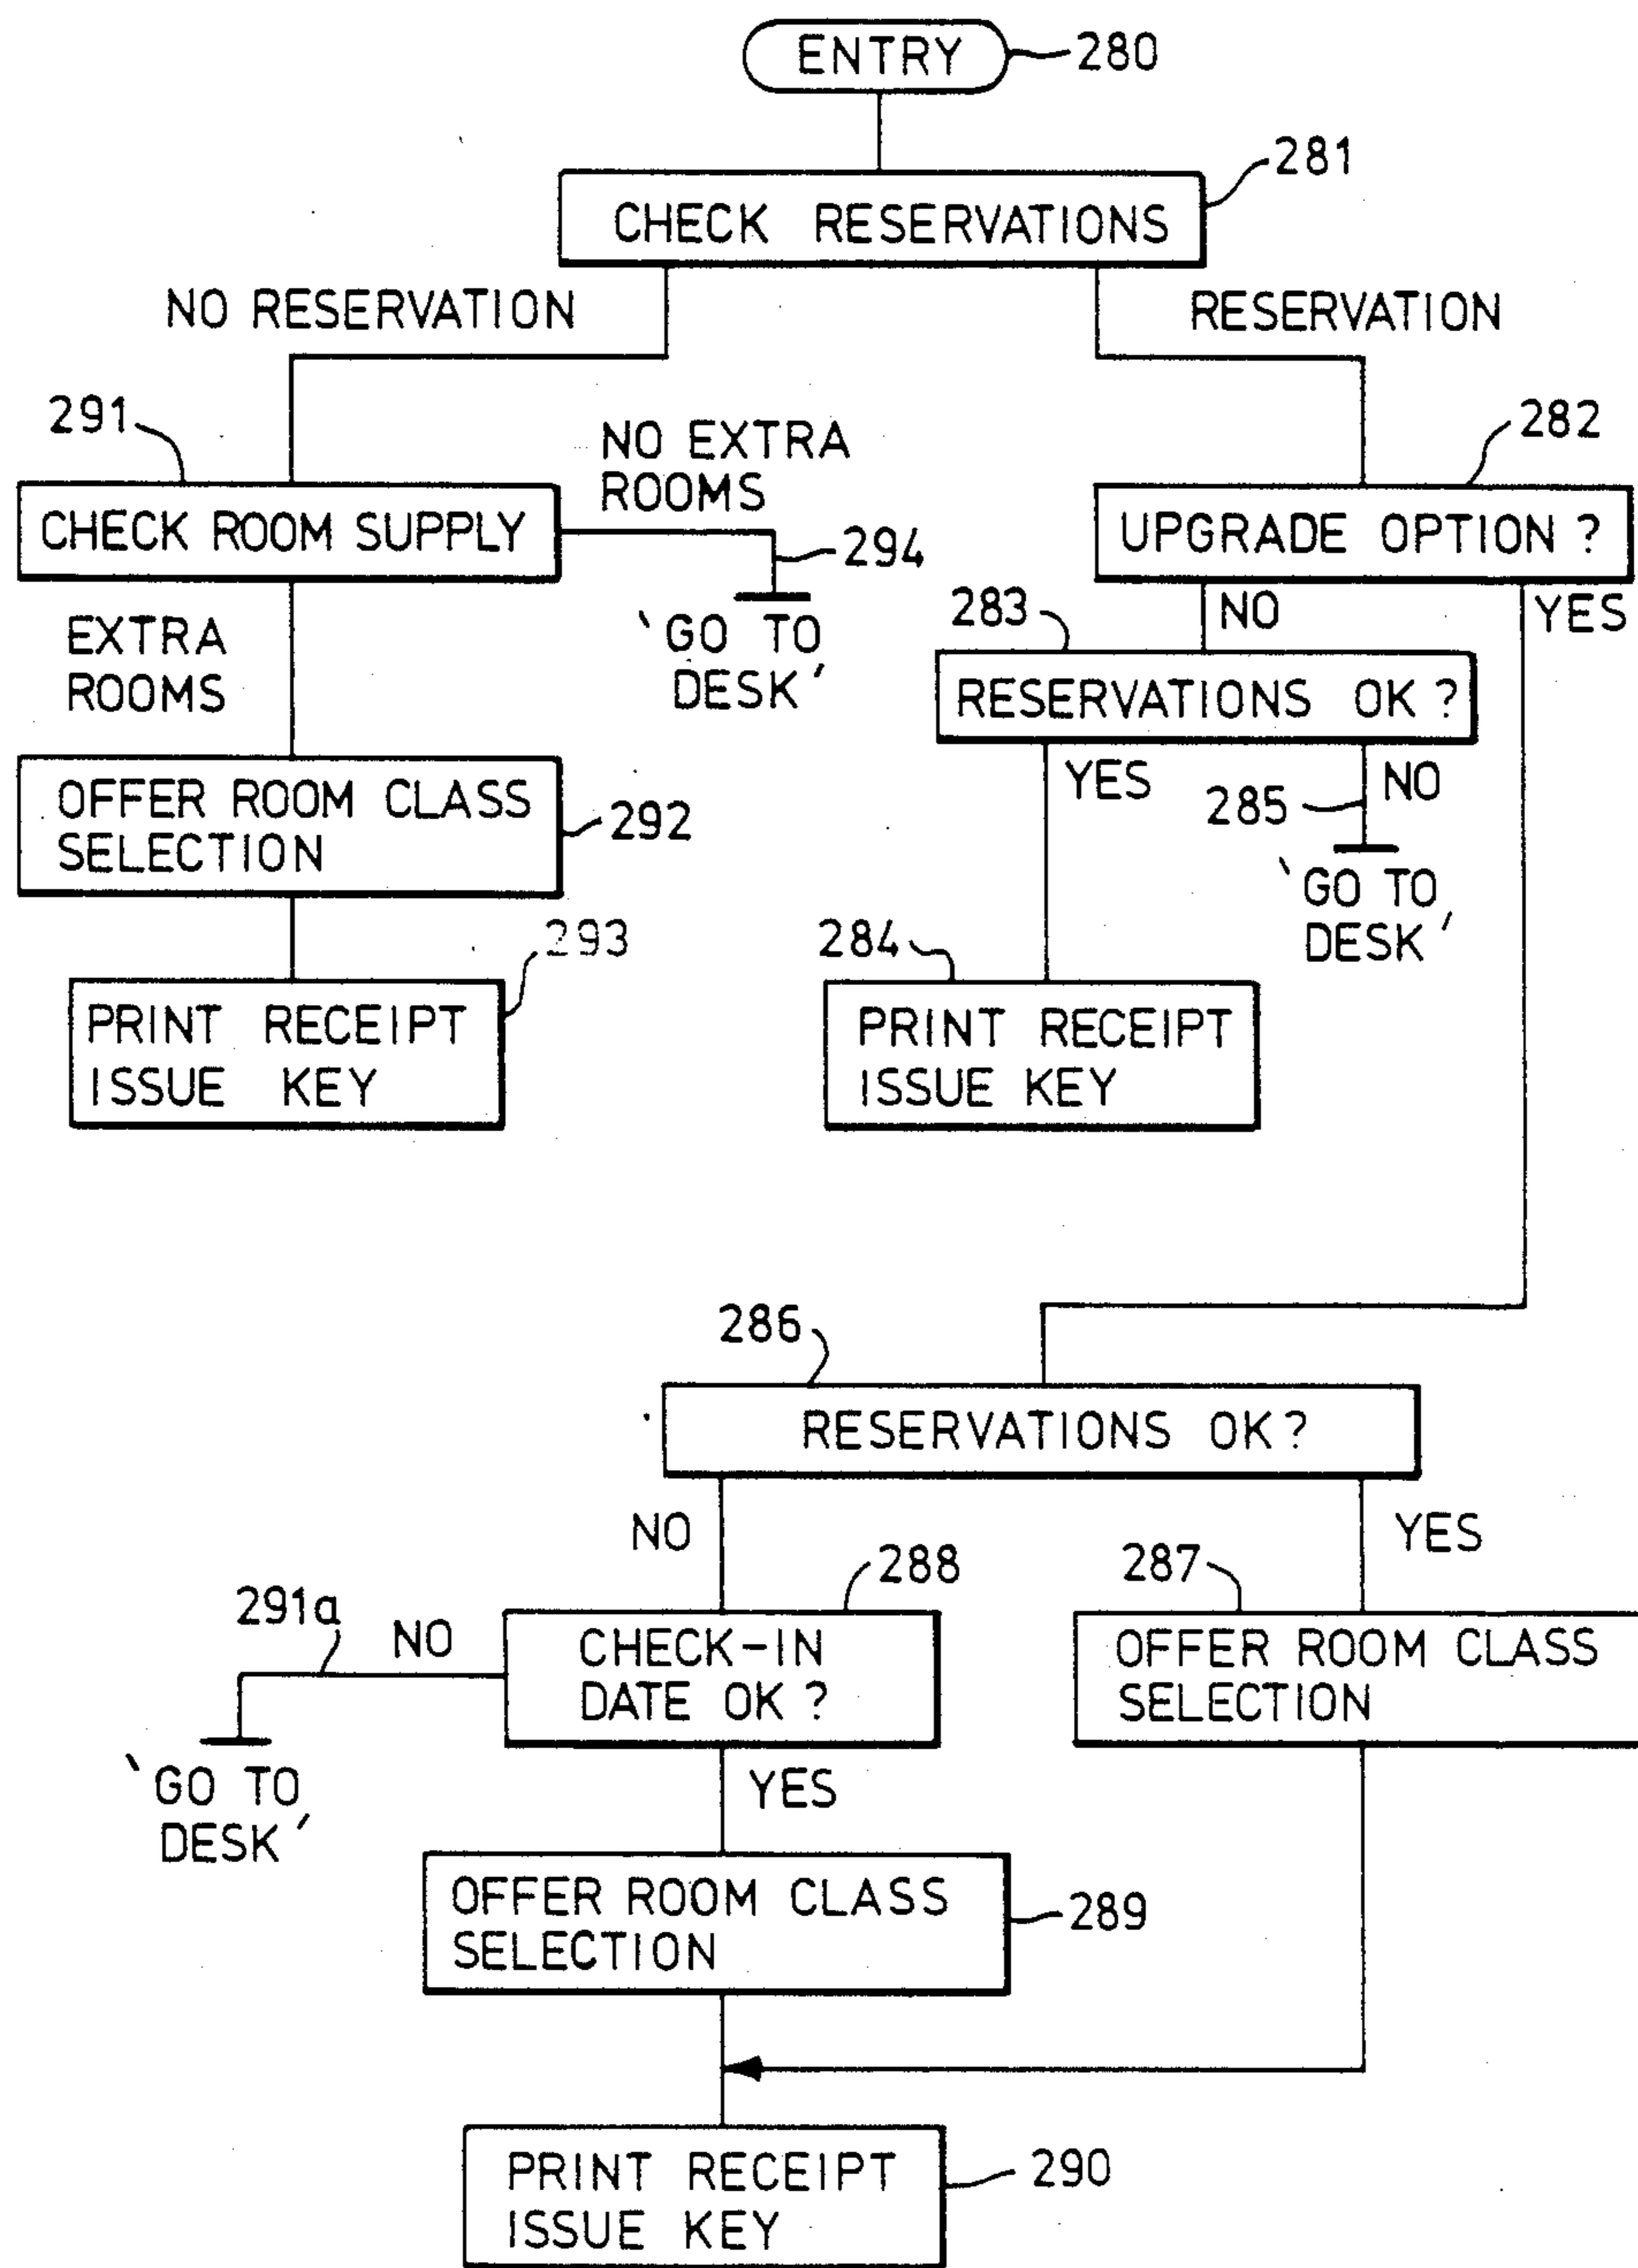 ENTRY
280
281
CHECK RESERVATIONS
NO RESERVATION
RESERVATION
291
282
NO EXTRA
ROOMS
CHECK ROOM SUPPLY
294
UPGRADE OPTION ?
NO
YES
EXTRA
ROOMS
'GO TO
DESK'
283
RESERVATIONS OK ?
YES
NO
285
'GO TO
DESK'
OFFER ROOM CLASS
SELECTION
292
293
284
PRINT RECEIPT
ISSUE KEY
PRINT RECEIPT
ISSUE KEY
286
RESERVATIONS OK?
NO
YES
288
287
291a
NO
CHECK-IN
DATE OK ?
OFFER ROOM CLASS
SELECTION
'GO TO
DESK'
YES
OFFER ROOM CLASS
SELECTION
289
PRINT RECEIPT
ISSUE KEY
290